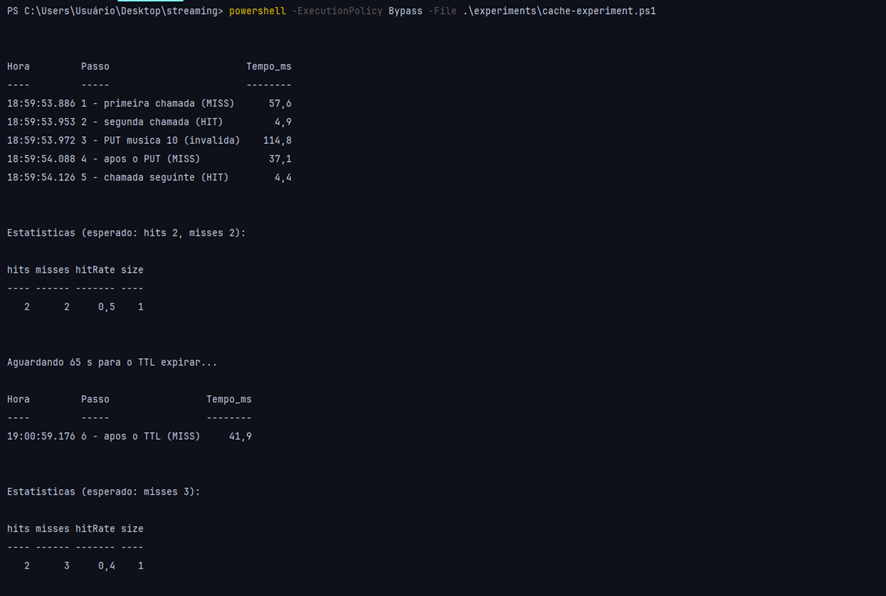 PS C:\Users\Usuário\Desktop\streaming> powershell -ExecutionPolicy Bypass -File .\experiments\cache-experiment.ps1
Hora Passo Tempo_ms
---- ----- --------
18:59:53.886 1 - primeira chamada (MISS) 57,6
18:59:53.953 2 - segunda chamada (HIT) 4,9
18:59:53.972 3 - PUT musica 10 (invalida) 114,8
18:59:54.088 4 - apos o PUT (MISS) 37,1
18:59:54.126 5 - chamada seguinte (HIT) 4,4
Estatisticas (esperado: hits 2, misses 2):
hits misses hitRate size
---- ------ ------- ----
2 2 0,5 1
Aguardando 65 s para o TTL expirar...
Hora Passo Tempo_ms
---- ----- --------
19:00:59.176 6 - apos o TTL (MISS) 41,9
Estatisticas (esperado: misses 3):
hits misses hitRate size
---- ------ ------- ----
2 3 0,4 1